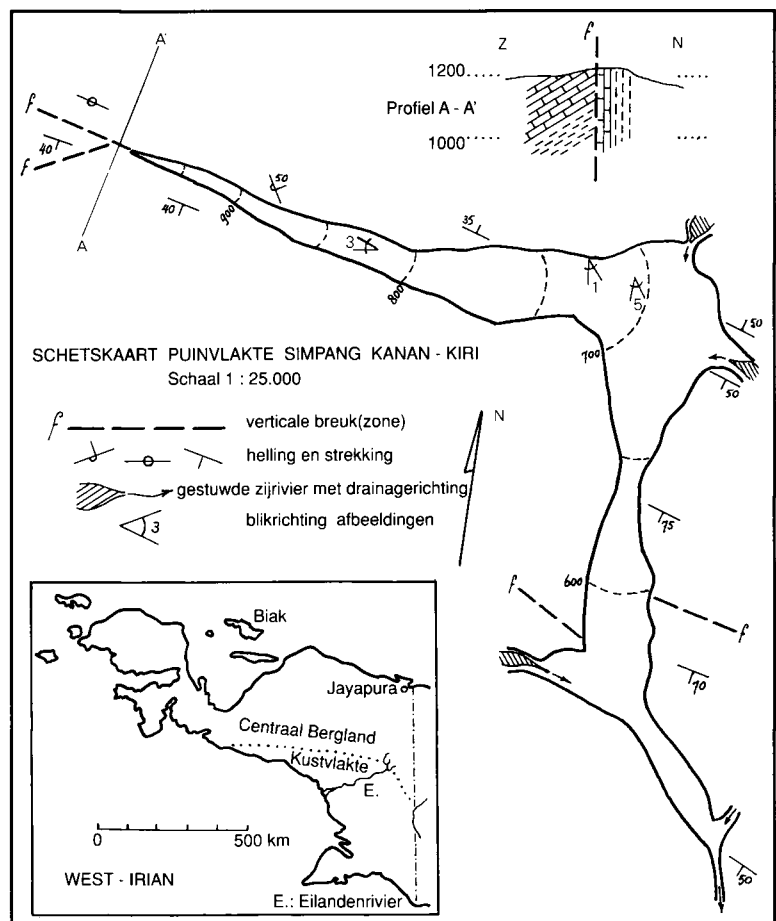 A'
f
Z
N
1200
Profiel A - A'
1000
f
40
f
A
40
50
900
3
800
35
1
5
700
50
50
SCHETSKAART PUINVLAKTE SIMPANG KANAN - KIRI
Schaal 1 : 25.000
f verticale breuk(zone)
helling en strekking
gestuwde zijrivier met drainagerichting
3 blikrichting afbeeldingen
N
75
600
f
f
70
50
Biak
Jayapura
Centraal Bergland
Kustvlakte
E.
0 500 km
WEST - IRIAN
E.: Eilandenrivier